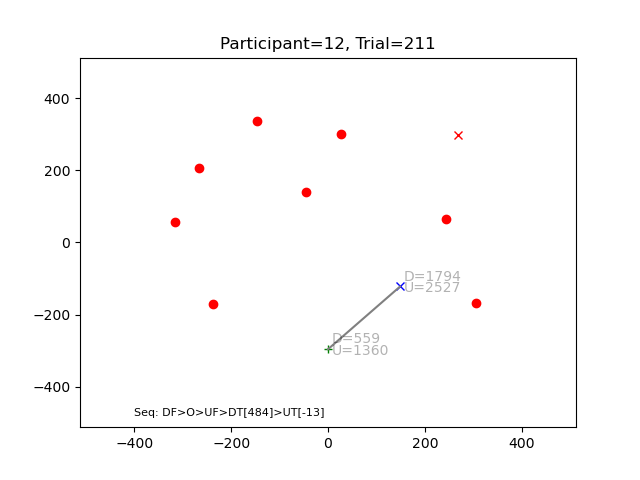 Participant=12, Trial=211
400
200
0
−200
−400
D=1794
U=2527
D=559
U=1360
Seq: DF>O>UF>DT[484]>UT[-13]
−400 −200 0 200 400